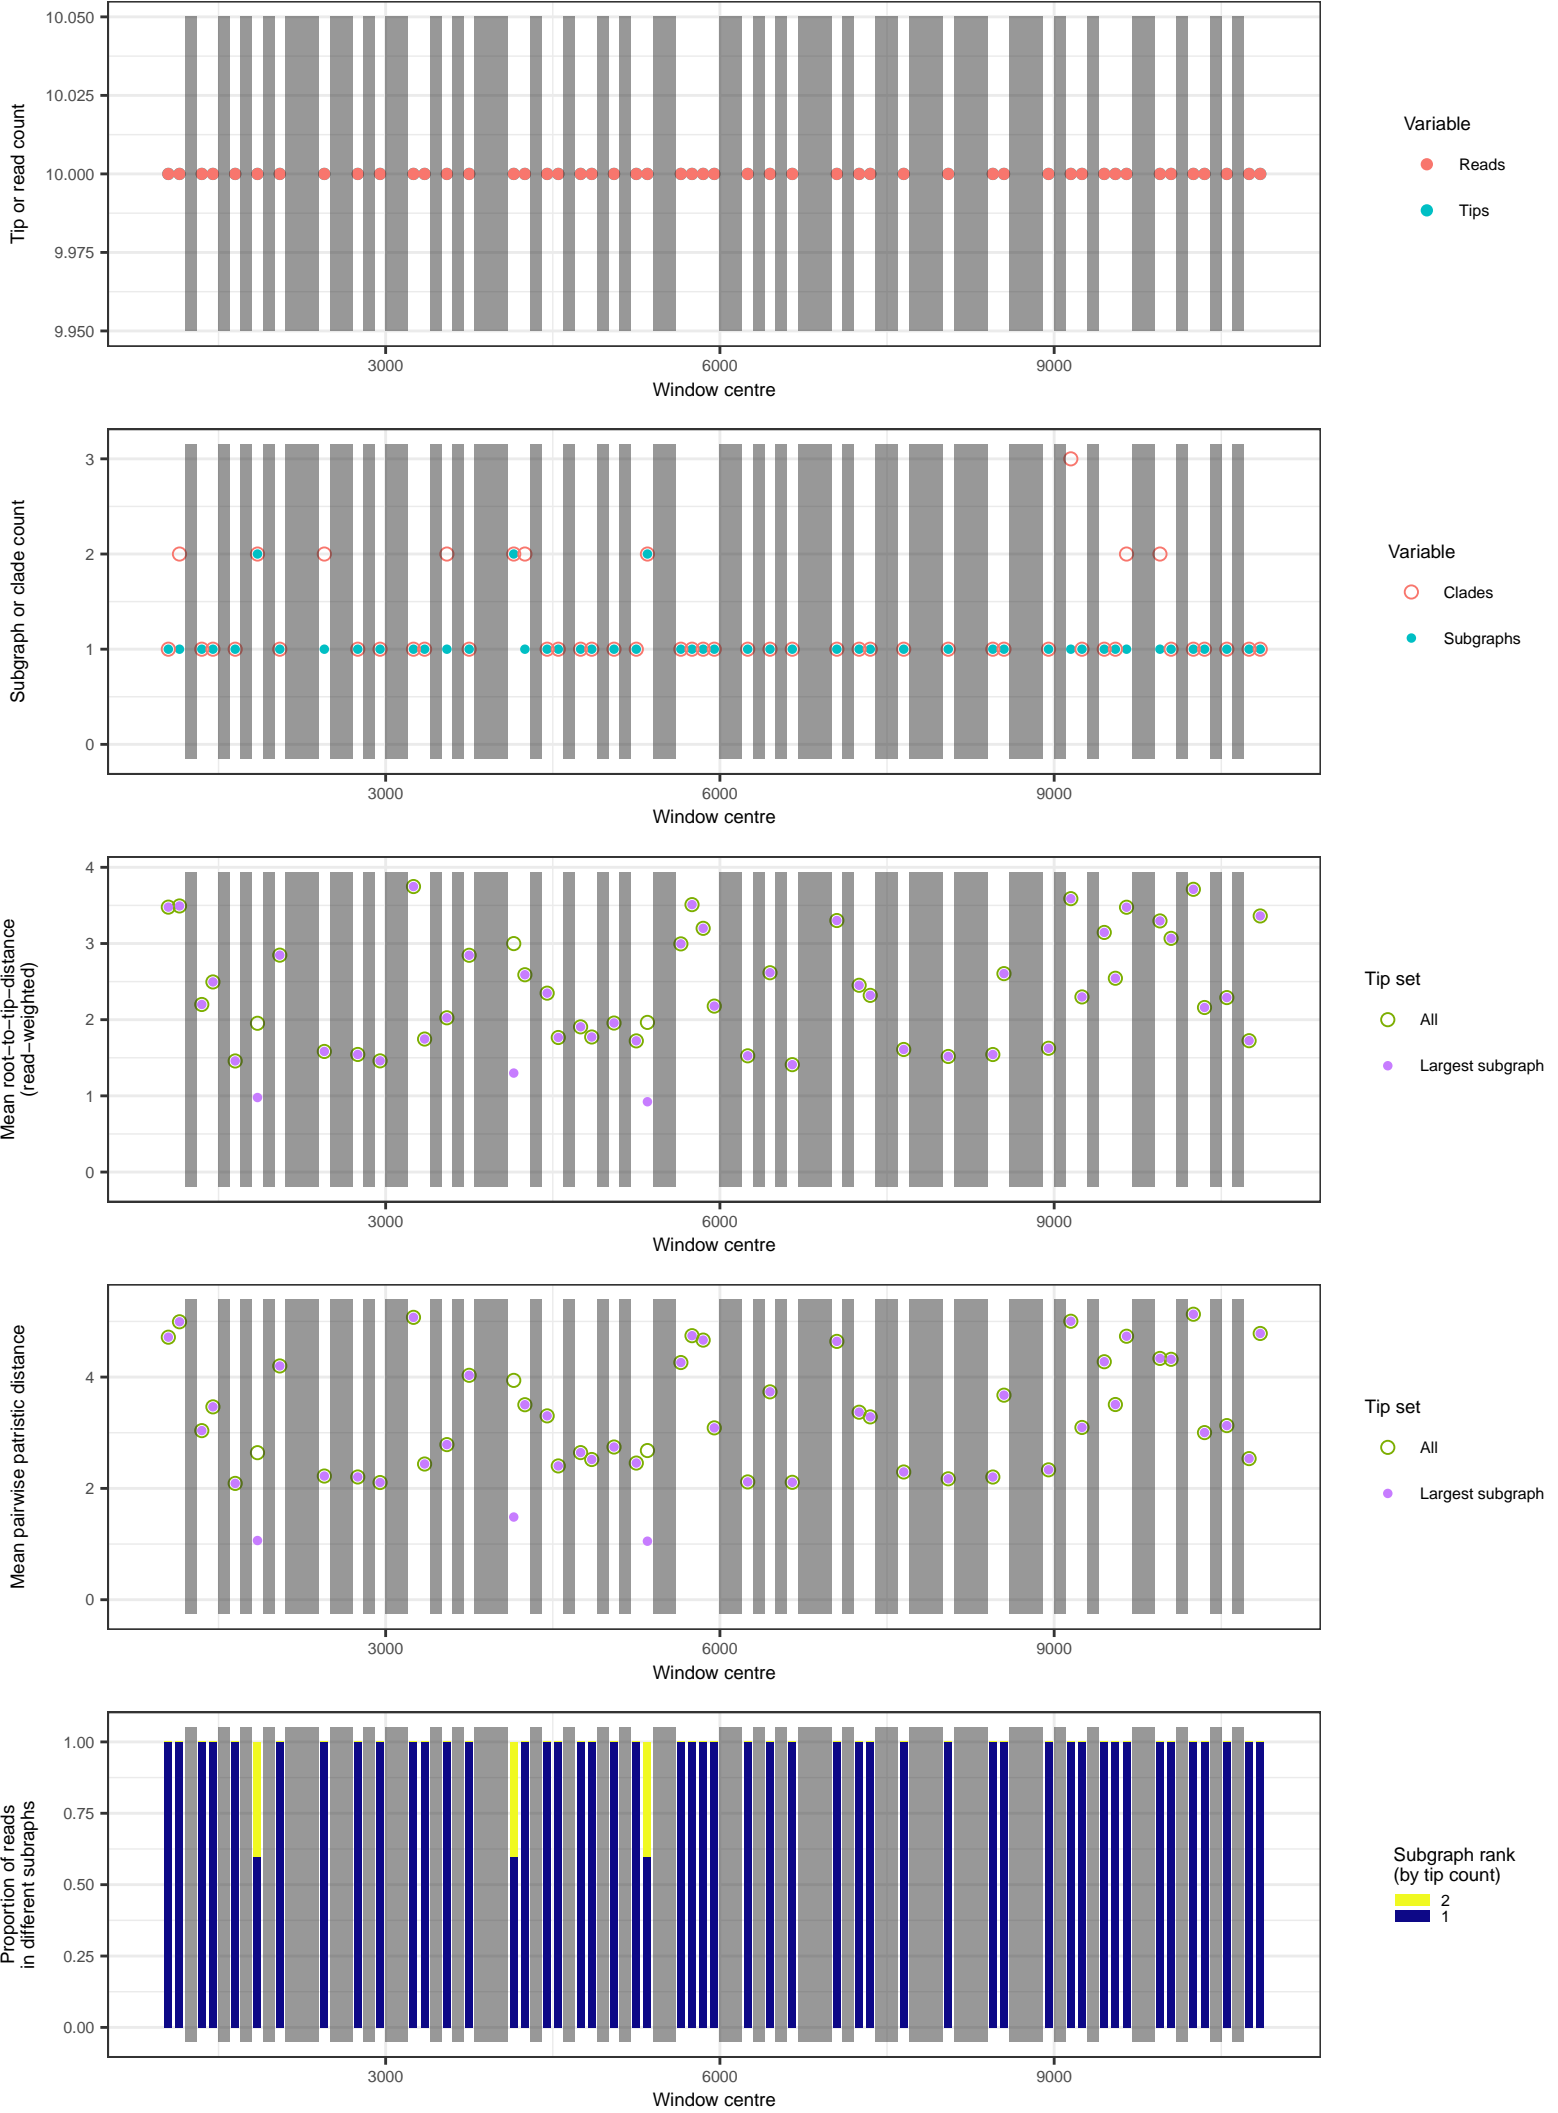 10.050
10.025
10.000
9.975
9.950
Tip or read count
3000
6000
9000
Window centre
Variable
Reads
Tips
3
2
1
0
Subgraph or clade count
3000
6000
9000
Window centre
Variable
Clades
Subgraphs
4
3
2
1
0
Mean root−to−tip−distance
(read−weighted)
3000
6000
9000
Window centre
Tip set
All
Largest subgraph
4
2
0
Mean pairwise patristic distance
3000
6000
9000
Window centre
Tip set
All
Largest subgraph
1.00
0.75
0.50
0.25
0.00
Proportion of reads
in different subraphs
3000
6000
9000
Window centre
Subgraph rank
(by tip count)
2
1